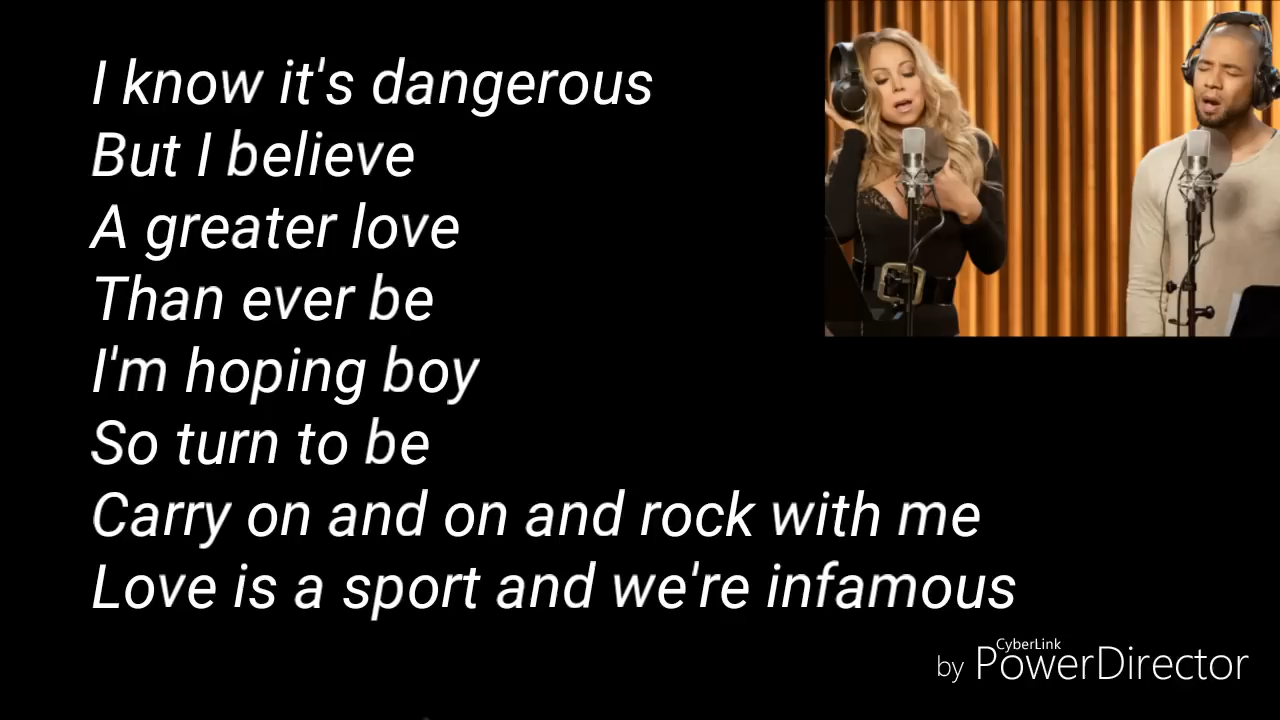 I know it's dangerous
But I believe
A greater love
Than ever be
I'm hoping boy
So turn to be
Carry on and on and rock with me
Love is a sport and we're infamous
CyberLink
by PowerDirector